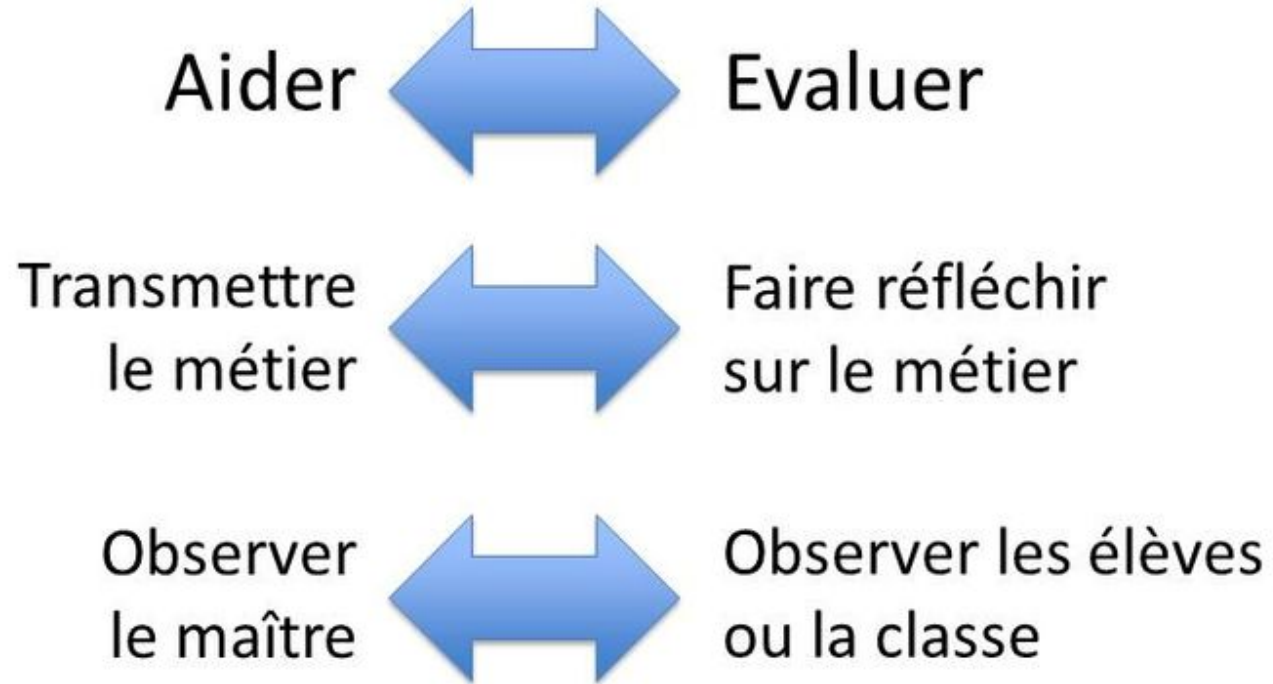 Aider
Evaluer
Transmettre
le métier
Faire réfléchir
sur le métier
Observer
le maître
Observer les élèves
ou la classe